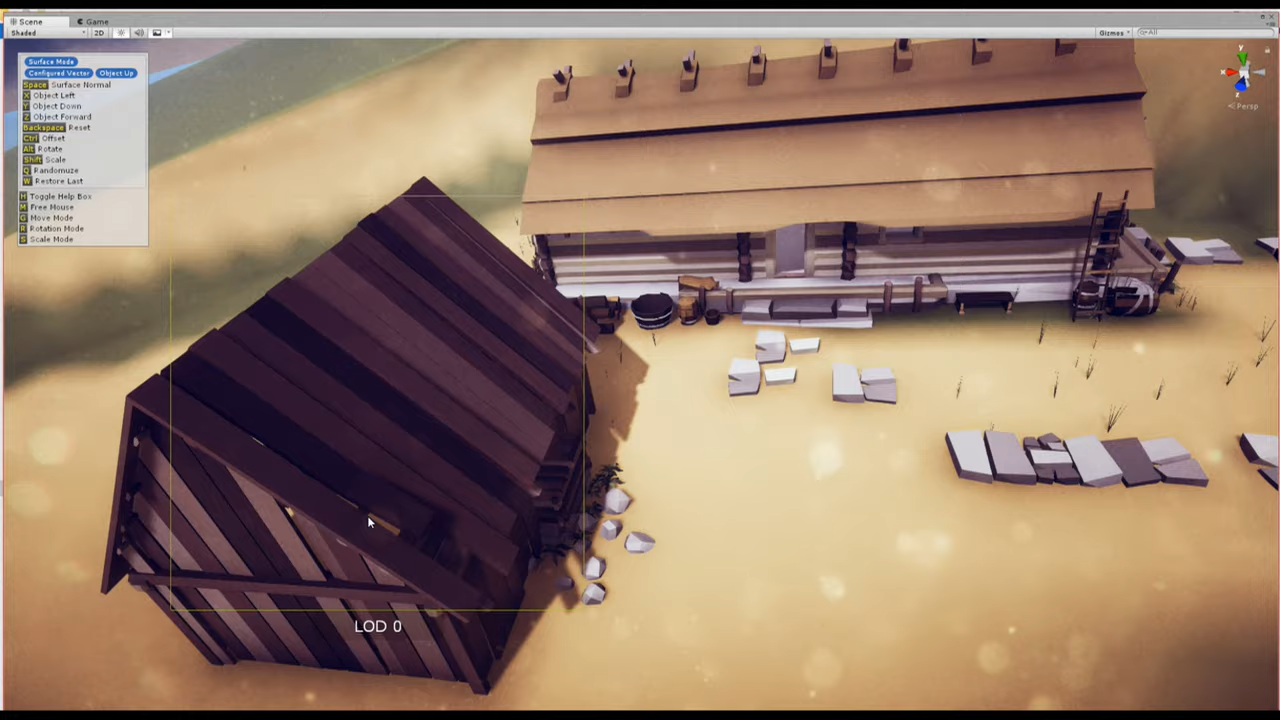 Scene
Game
Shaded
2D
Gizmos
All
Surface Mode
Configured Vector Object Up
Space Surface Normal
X Object Left
Y Object Down
Z Object Forward
Backspace Reset
Ctrl Offset
Alt Rotate
Shift Scale
Q Randomuze
W Restore Last
H Toggle Help Box
M Free Mouse
G Move Mode
R Rotation Mode
S Scale Mode
y
x
z
Persp
LOD 0